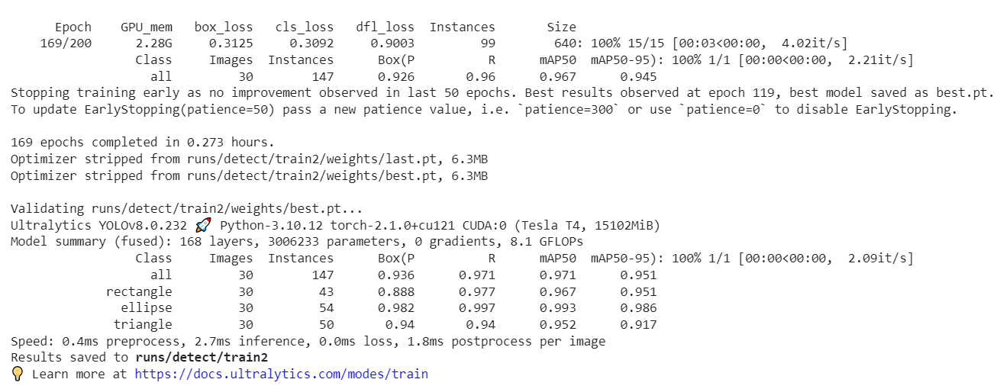 Epoch GPU_mem box_loss cls_loss dfl_loss Instances Size
169/200 2.28G 0.3125 0.3092 0.9003 99 640: 100% 15/15 [00:03<00:00, 4.02it/s]
Class Images Instances Box(P R mAP50 mAP50-95): 100% 1/1 [00:00<00:00, 2.21it/s]
all 30 147 0.926 0.96 0.967 0.945
Stopping training early as no improvement observed in last 50 epochs. Best results observed at epoch 119, best model saved as best.pt.
To update EarlyStopping(patience=50) pass a new patience value, i.e. `patience=300` or use `patience=0` to disable EarlyStopping.
169 epochs completed in 0.273 hours.
Optimizer stripped from runs/detect/train2/weights/last.pt, 6.3MB
Optimizer stripped from runs/detect/train2/weights/best.pt, 6.3MB
Validating runs/detect/train2/weights/best.pt...
Ultralytics YOLOv8.0.232 🚀 Python-3.10.12 torch-2.1.0+cu121 CUDA:0 (Tesla T4, 15102MiB)
Model summary (fused): 168 layers, 3006233 parameters, 0 gradients, 8.1 GFLOPs
Class Images Instances Box(P R mAP50 mAP50-95): 100% 1/1 [00:00<00:00, 2.09it/s]
all 30 147 0.936 0.971 0.971 0.951
rectangle 30 43 0.888 0.977 0.967 0.951
ellipse 30 54 0.982 0.997 0.993 0.986
triangle 30 50 0.94 0.94 0.952 0.917
Speed: 0.4ms preprocess, 2.7ms inference, 0.0ms loss, 1.8ms postprocess per image
Results saved to runs/detect/train2
💡 Learn more at https://docs.ultralytics.com/modes/train